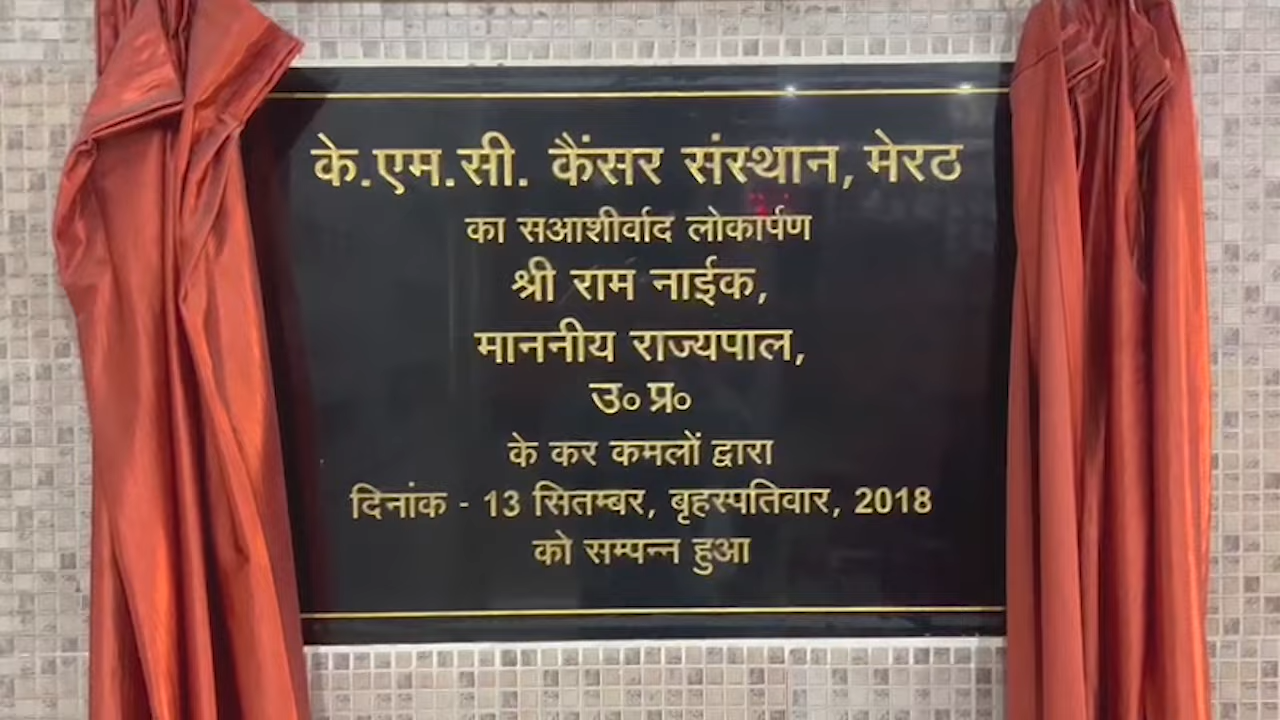 के.एम.सी. कैंसर संस्थान, मेरठ
का सआशीर्वाद लोकार्पण
श्री राम नाईक,
माननीय राज्यपाल,
उ० प्र०
के कर कमलों द्वारा
दिनांक - 13 सितम्बर, बृहस्पतिवार, 2018
को सम्पन्न हुआ